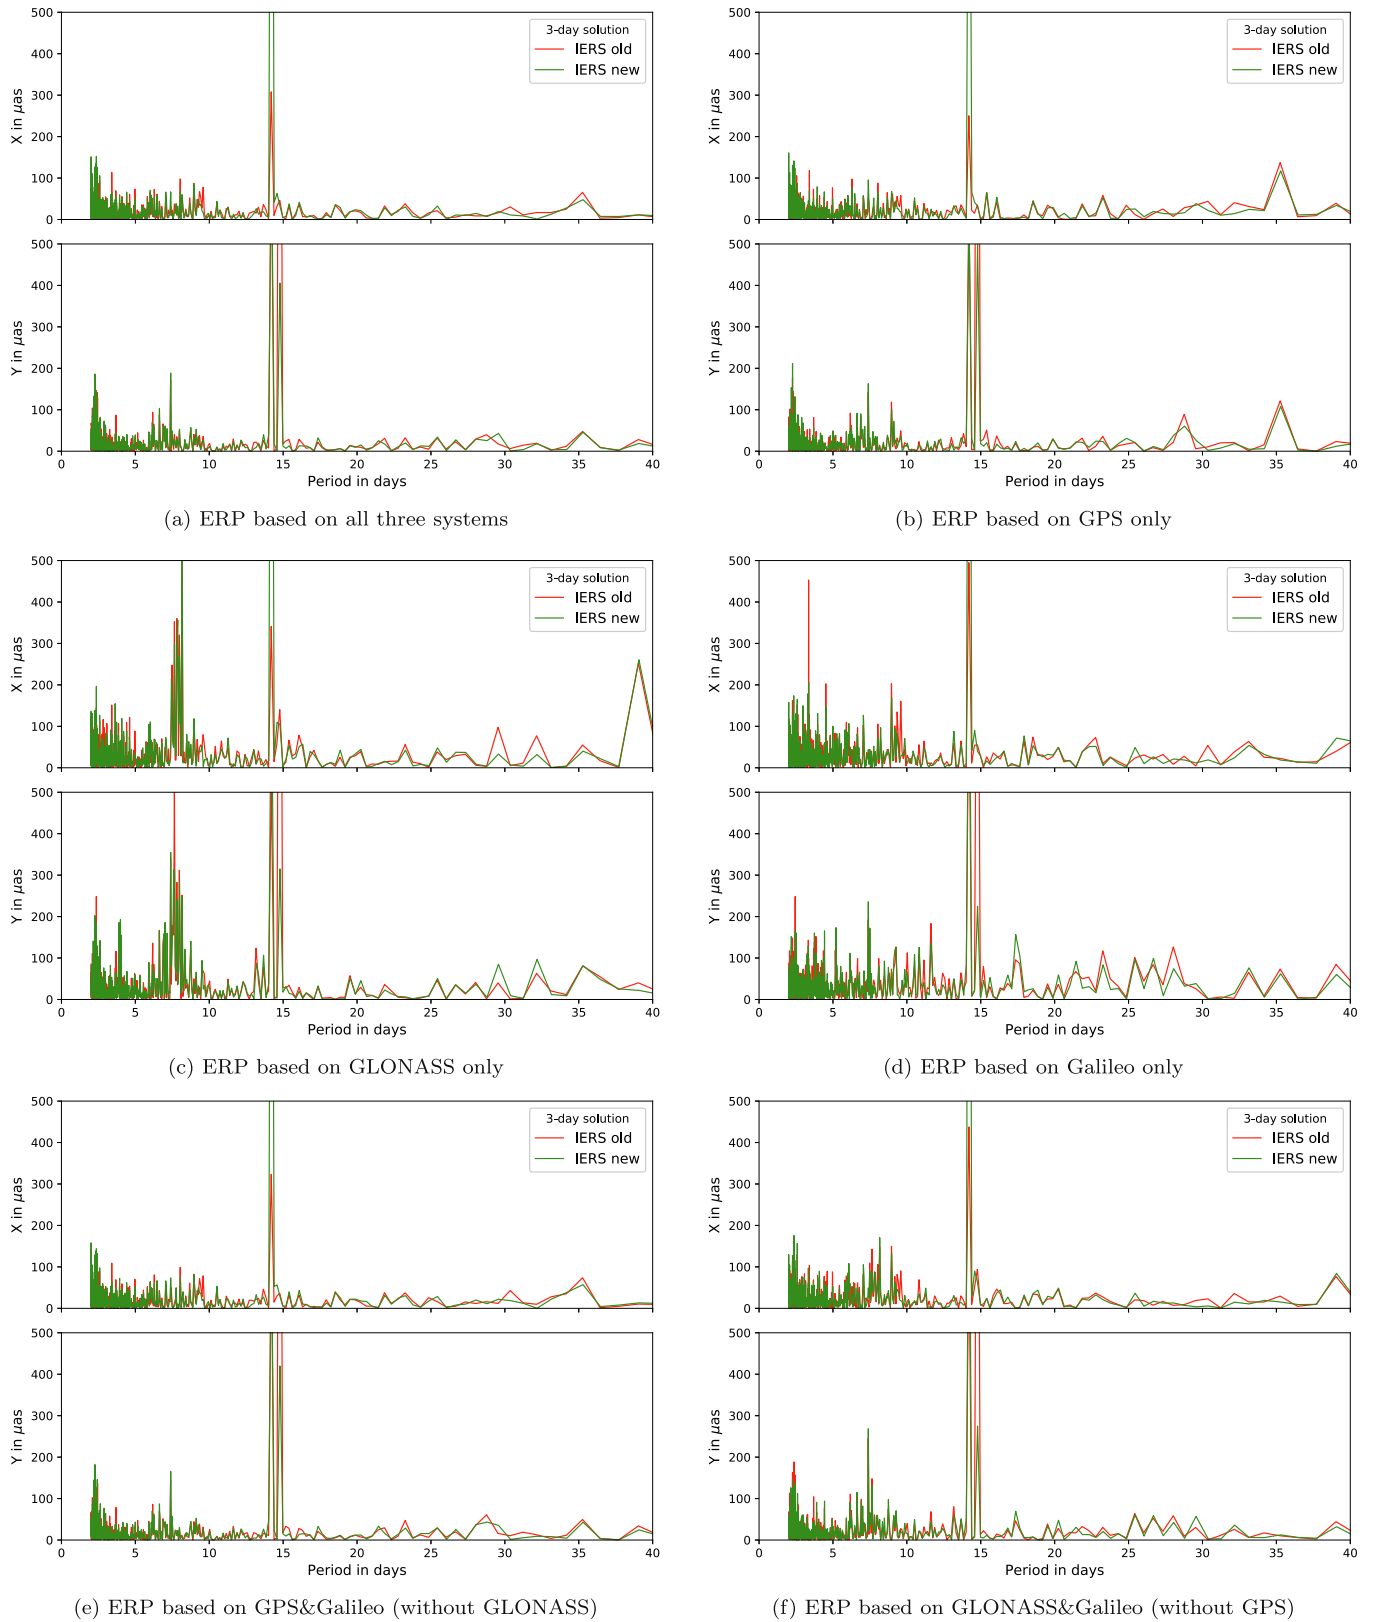 500
400
300
200
100
0
X in μas
3-day solution
IERS old
IERS new
500
400
300
200
100
0
Y in μas
0 5 10 15 20 25 30 35 40
Period in days
(a) ERP based on all three systems
500
400
300
200
100
0
X in μas
3-day solution
IERS old
IERS new
500
400
300
200
100
0
Y in μas
0 5 10 15 20 25 30 35 40
Period in days
(b) ERP based on GPS only
500
400
300
200
100
0
X in μas
3-day solution
IERS old
IERS new
500
400
300
200
100
0
Y in μas
0 5 10 15 20 25 30 35 40
Period in days
(c) ERP based on GLONASS only
500
400
300
200
100
0
X in μas
3-day solution
IERS old
IERS new
500
400
300
200
100
0
Y in μas
0 5 10 15 20 25 30 35 40
Period in days
(d) ERP based on Galileo only
500
400
300
200
100
0
X in μas
3-day solution
IERS old
IERS new
500
400
300
200
100
0
Y in μas
0 5 10 15 20 25 30 35 40
Period in days
(e) ERP based on GPS&Galileo (without GLONASS)
500
400
300
200
100
0
X in μas
3-day solution
IERS old
IERS new
500
400
300
200
100
0
Y in μas
0 5 10 15 20 25 30 35 40
Period in days
(f) ERP based on GLONASS&Galileo (without GPS)